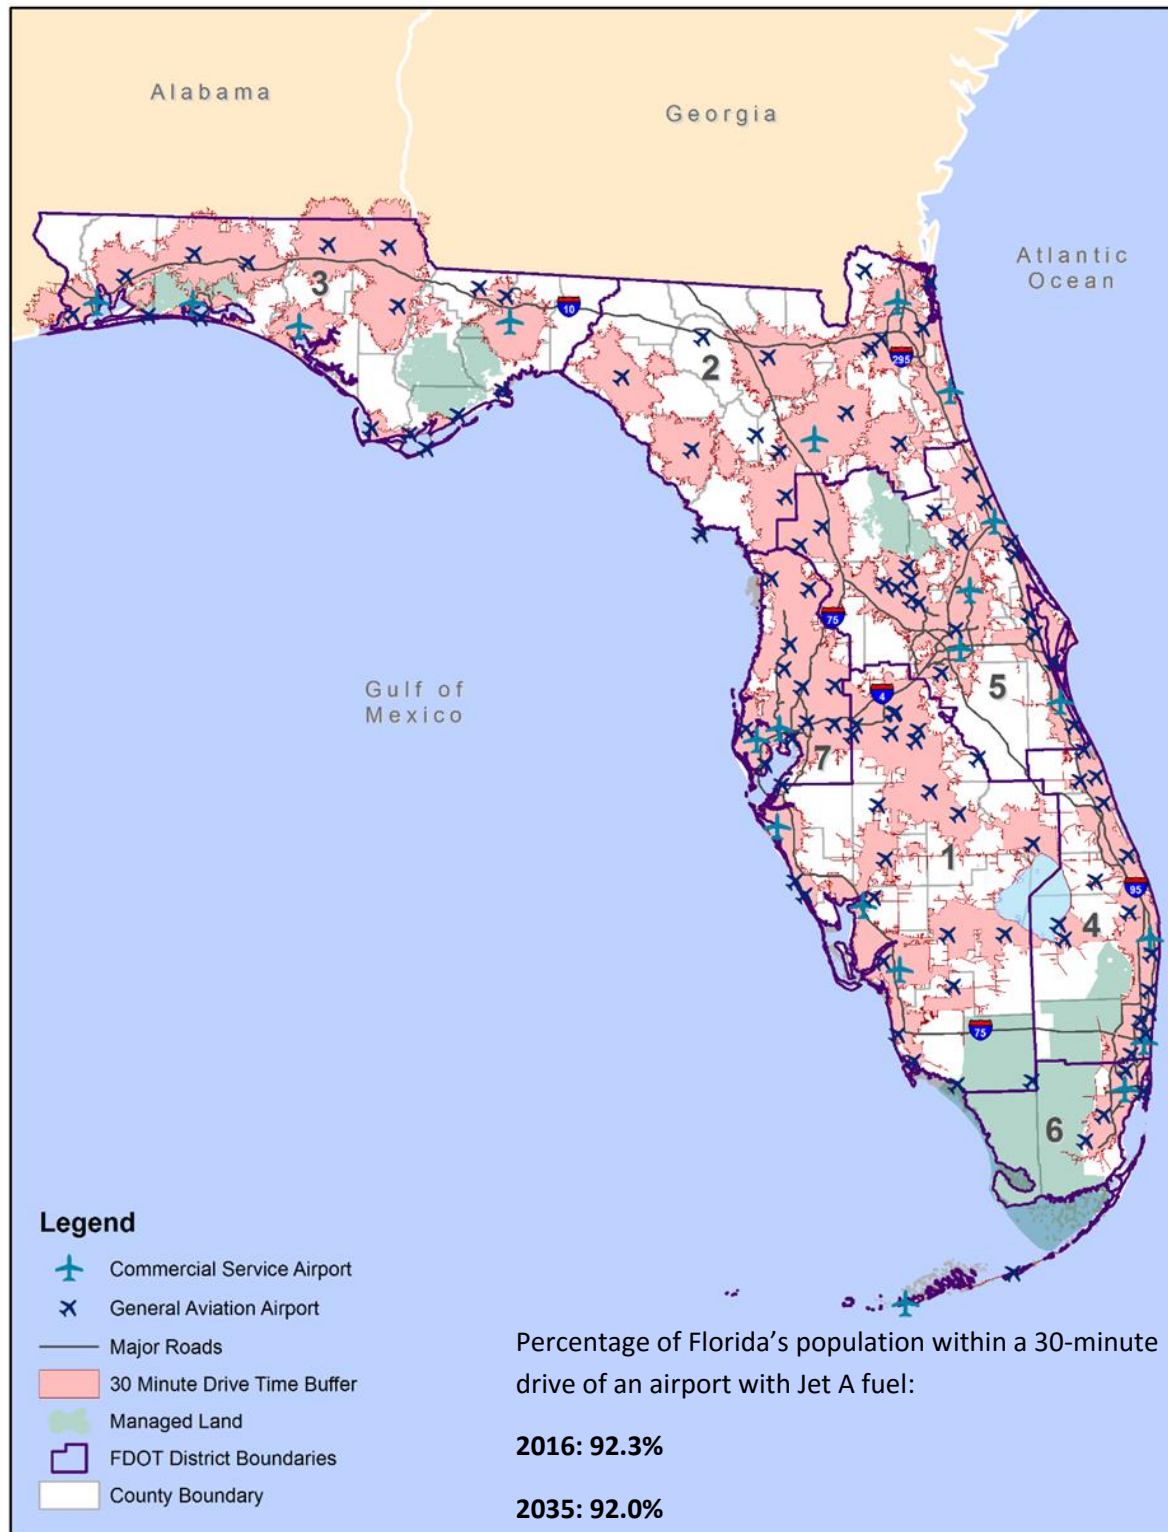 Alabama
Georgia
Atlantic
Ocean
3
10
2
295
75
Gulf of
Mexico
5
4
7
1
95
4
75
6
Legend
Commercial Service Airport
General Aviation Airport
Major Roads
30 Minute Drive Time Buffer
Managed Land
FDOT District Boundaries
County Boundary
Percentage of Florida’s population within a 30-minute
drive of an airport with Jet A fuel:
2016: 92.3%
2035: 92.0%